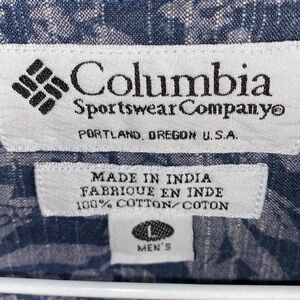 Columbia
Sportswear Company®
PORTLAND, OREGON U.S.A.
MADE IN INDIA
FABRIQUE EN INDE
100% COTTON/COTON
L
MEN'S